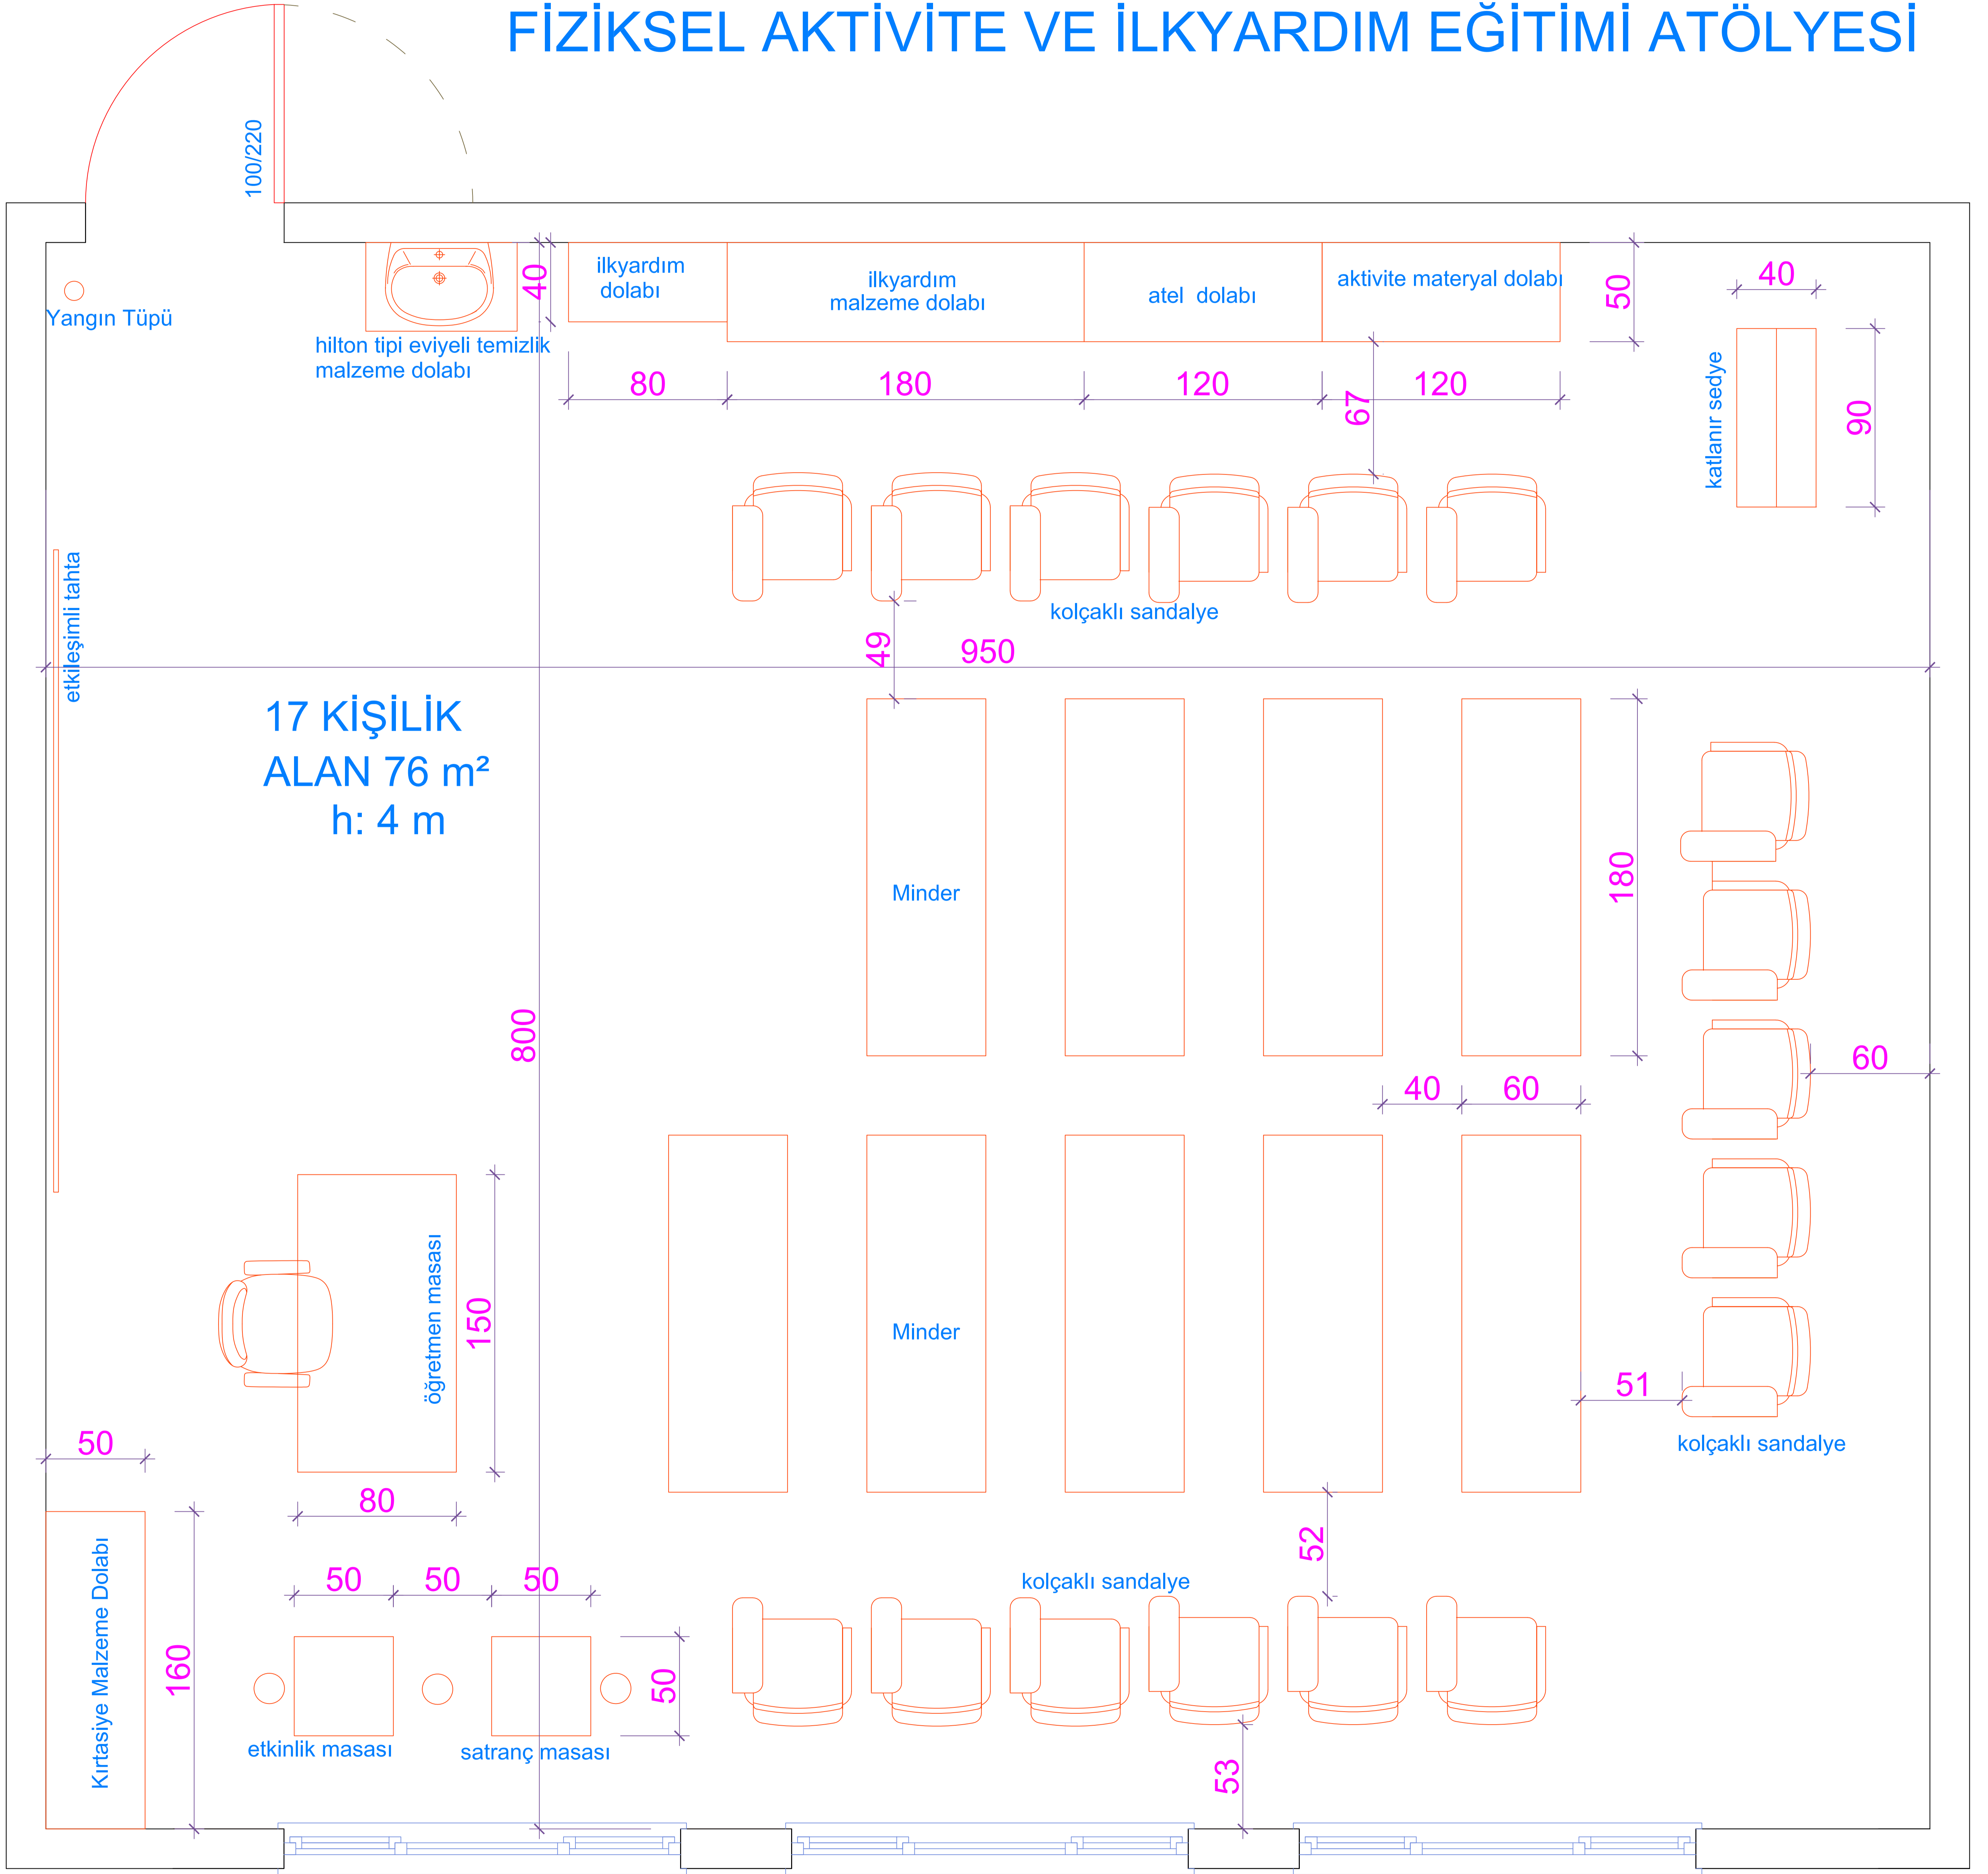 FİZİKSEL AKTİVİTE VE İLKYARDIM EĞİTİMİ ATÖLYESİ
100/220
Yangın Tüpü
hilton tipi eviyeli temizlik
malzeme dolabı
40
ilkyardım
dolabı
ilkyardım
malzeme dolabı
atel dolabı
aktivite materyal dolabı
50
40
80
180
120
120
67
katlanır sedye
90
etkileşimli tahta
kolçaklı sandalye
49
950
17 KİŞİLİK
ALAN 76 m²
h: 4 m
Minder
180
800
40
60
60
öğretmen masası
150
Minder
51
kolçaklı sandalye
50
80
52
kolçaklı sandalye
50
50
50
Kırtasiye Malzeme Dolabı
160
50
etkinlik masası
satranç masası
53